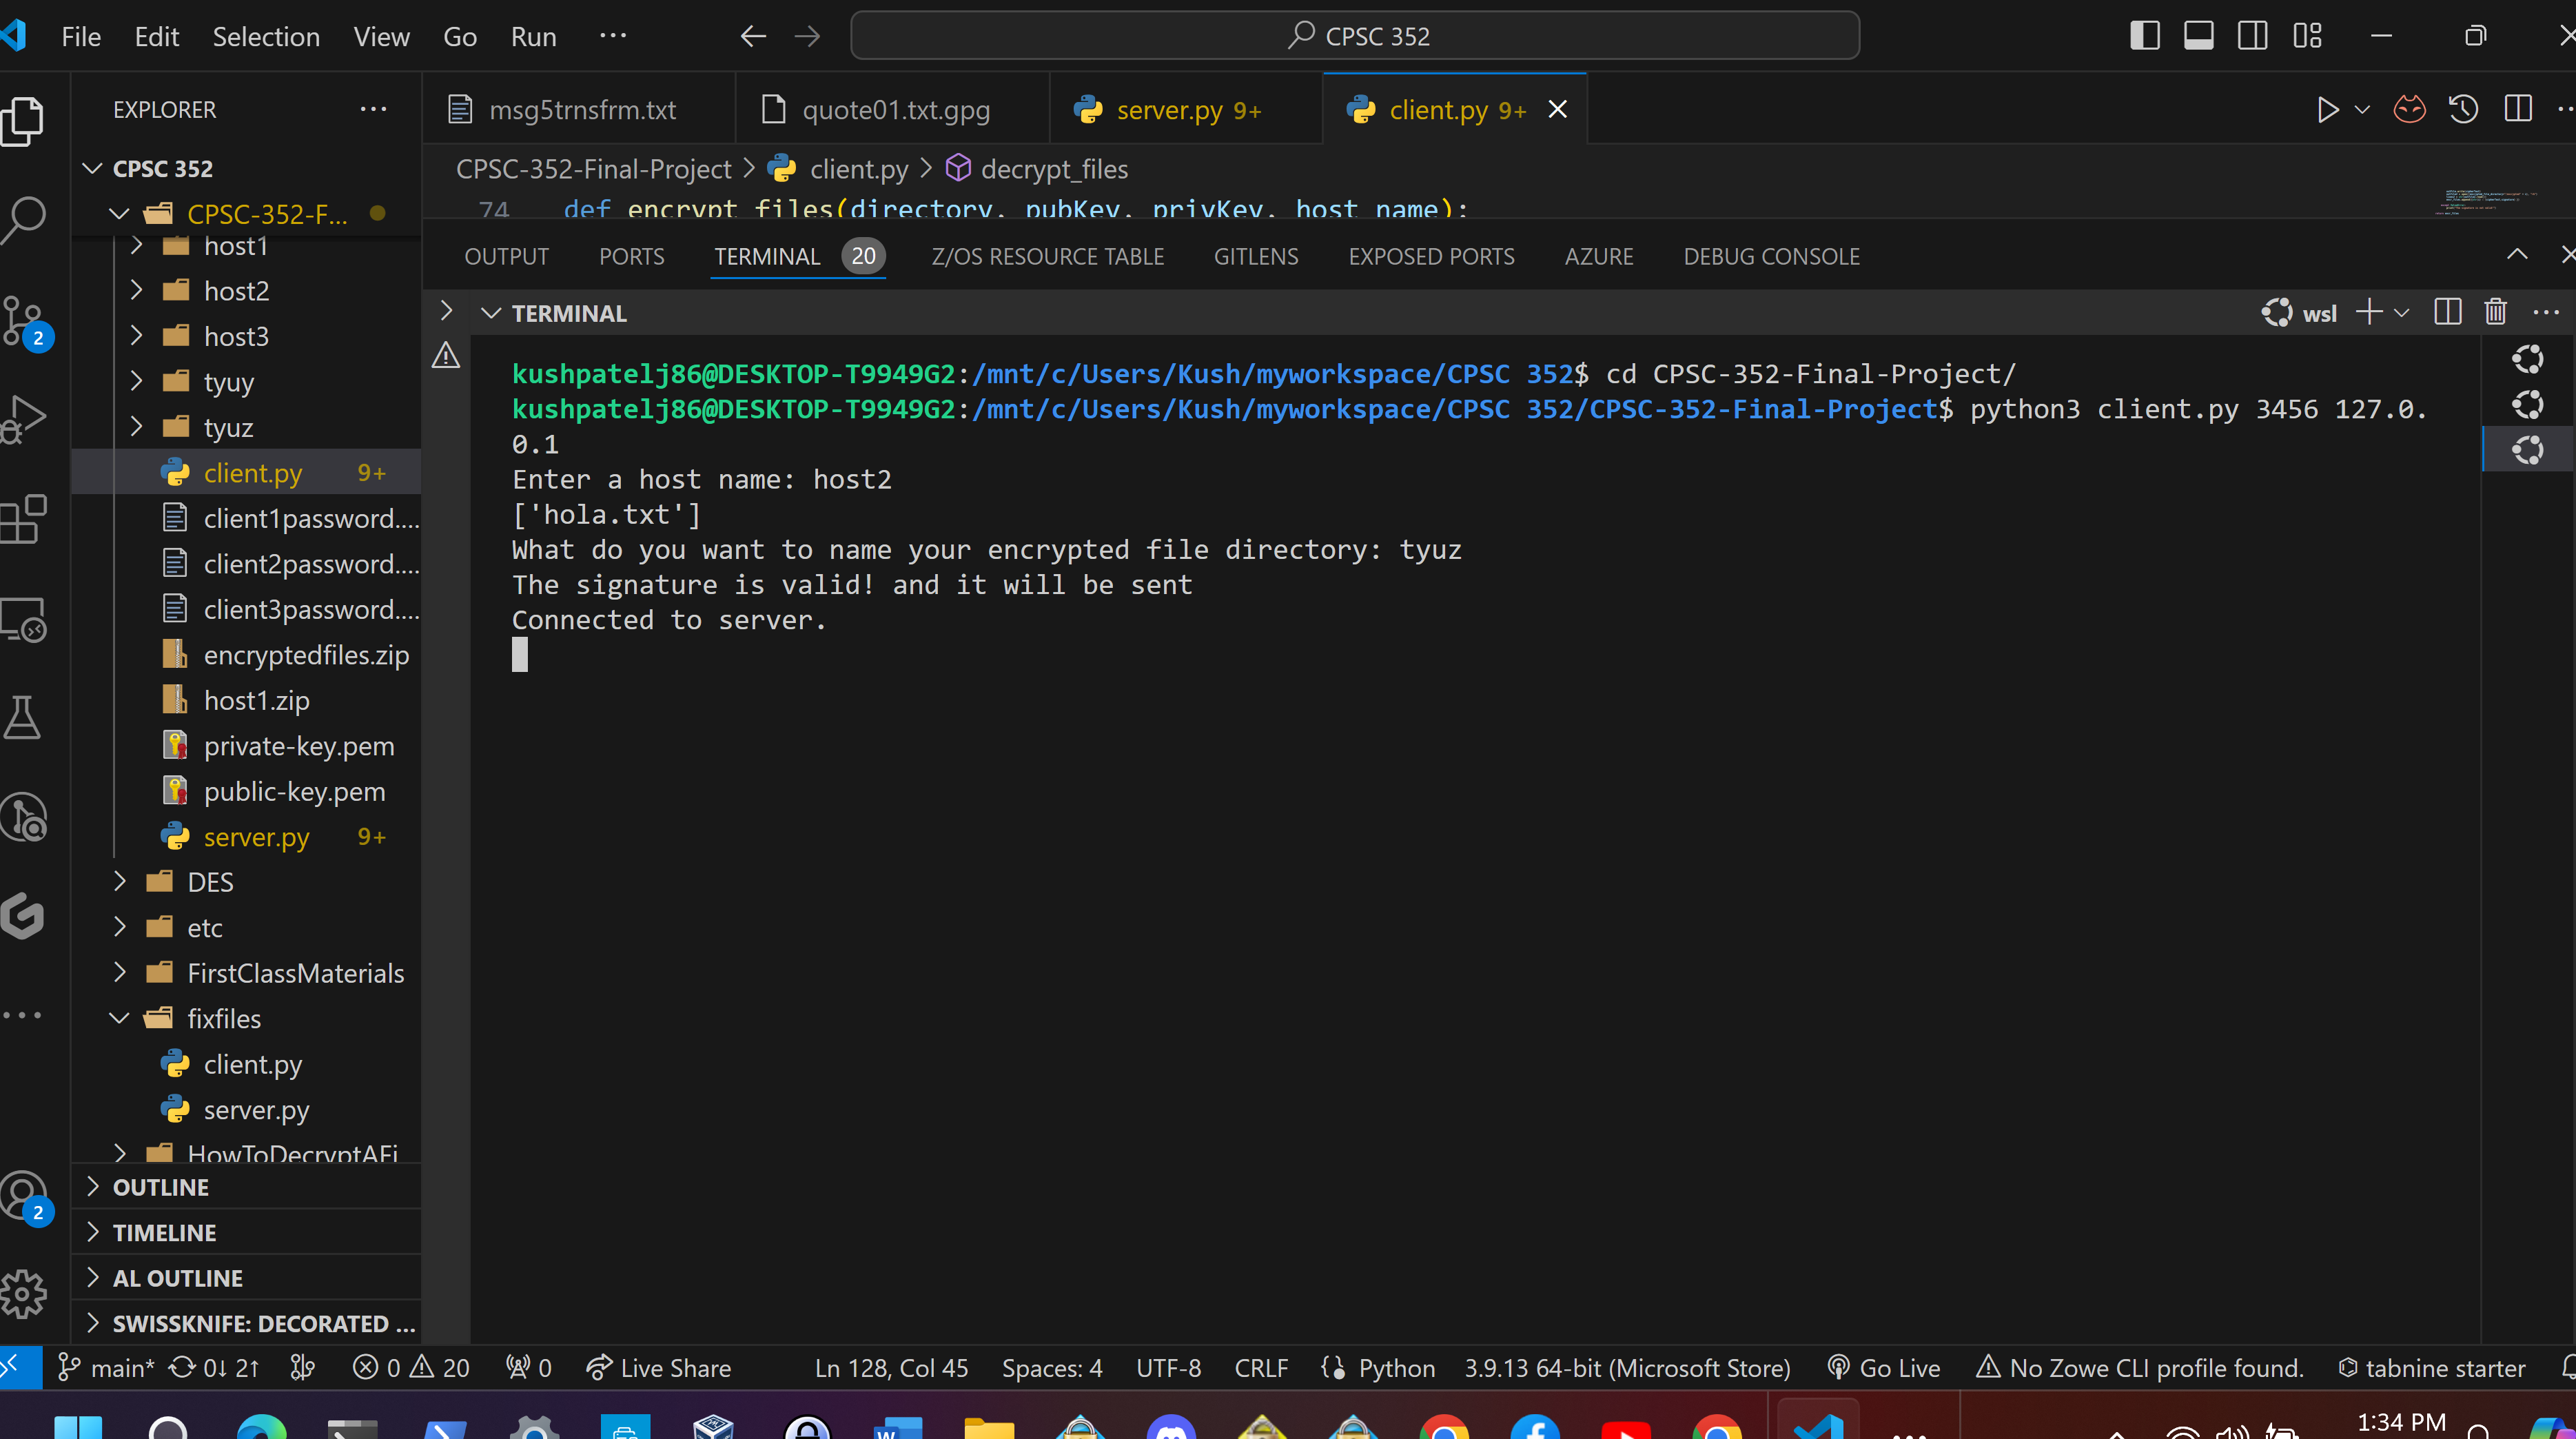 File Edit Selection View Go Run ··· CPSC 352
EXPLORER ···
msg5trnsfrm.txt quote01.txt.gpg server.py 9+ client.py 9+
CPSC 352
CPSC-352-Final-Project > client.py > decrypt_files
CPSC-352-F...
74 def encrypt_files(directory, pubKey, privKey, host_name):
host1
OUTPUT PORTS TERMINAL 20 Z/OS RESOURCE TABLE GITLENS EXPOSED PORTS AZURE DEBUG CONSOLE
host2
TERMINAL
wsl
host3
tyuy
tyuz
client.py 9+
client1password....
client2password....
client3password....
encryptedfiles.zip
host1.zip
private-key.pem
public-key.pem
server.py 9+
DES
etc
FirstClassMaterials
fixfiles
client.py
server.py
HowToDecryptAFi
OUTLINE
TIMELINE
AL OUTLINE
SWISSKNIFE: DECORATED ...
2
2
kushpatelj86@DESKTOP-T9949G2:/mnt/c/Users/Kush/myworkspace/CPSC 352$ cd CPSC-352-Final-Project/
kushpatelj86@DESKTOP-T9949G2:/mnt/c/Users/Kush/myworkspace/CPSC 352/CPSC-352-Final-Project$ python3 client.py 3456 127.0.
0.1
Enter a host name: host2
['hola.txt']
What do you want to name your encrypted file directory: tyuz
The signature is valid! and it will be sent
Connected to server.
main* 0↓ 2↑ 0 20 0 Live Share Ln 128, Col 45 Spaces: 4 UTF-8 CRLF Python 3.9.13 64-bit (Microsoft Store) Go Live No Zowe CLI profile found. tabnine starter
1:34 PM